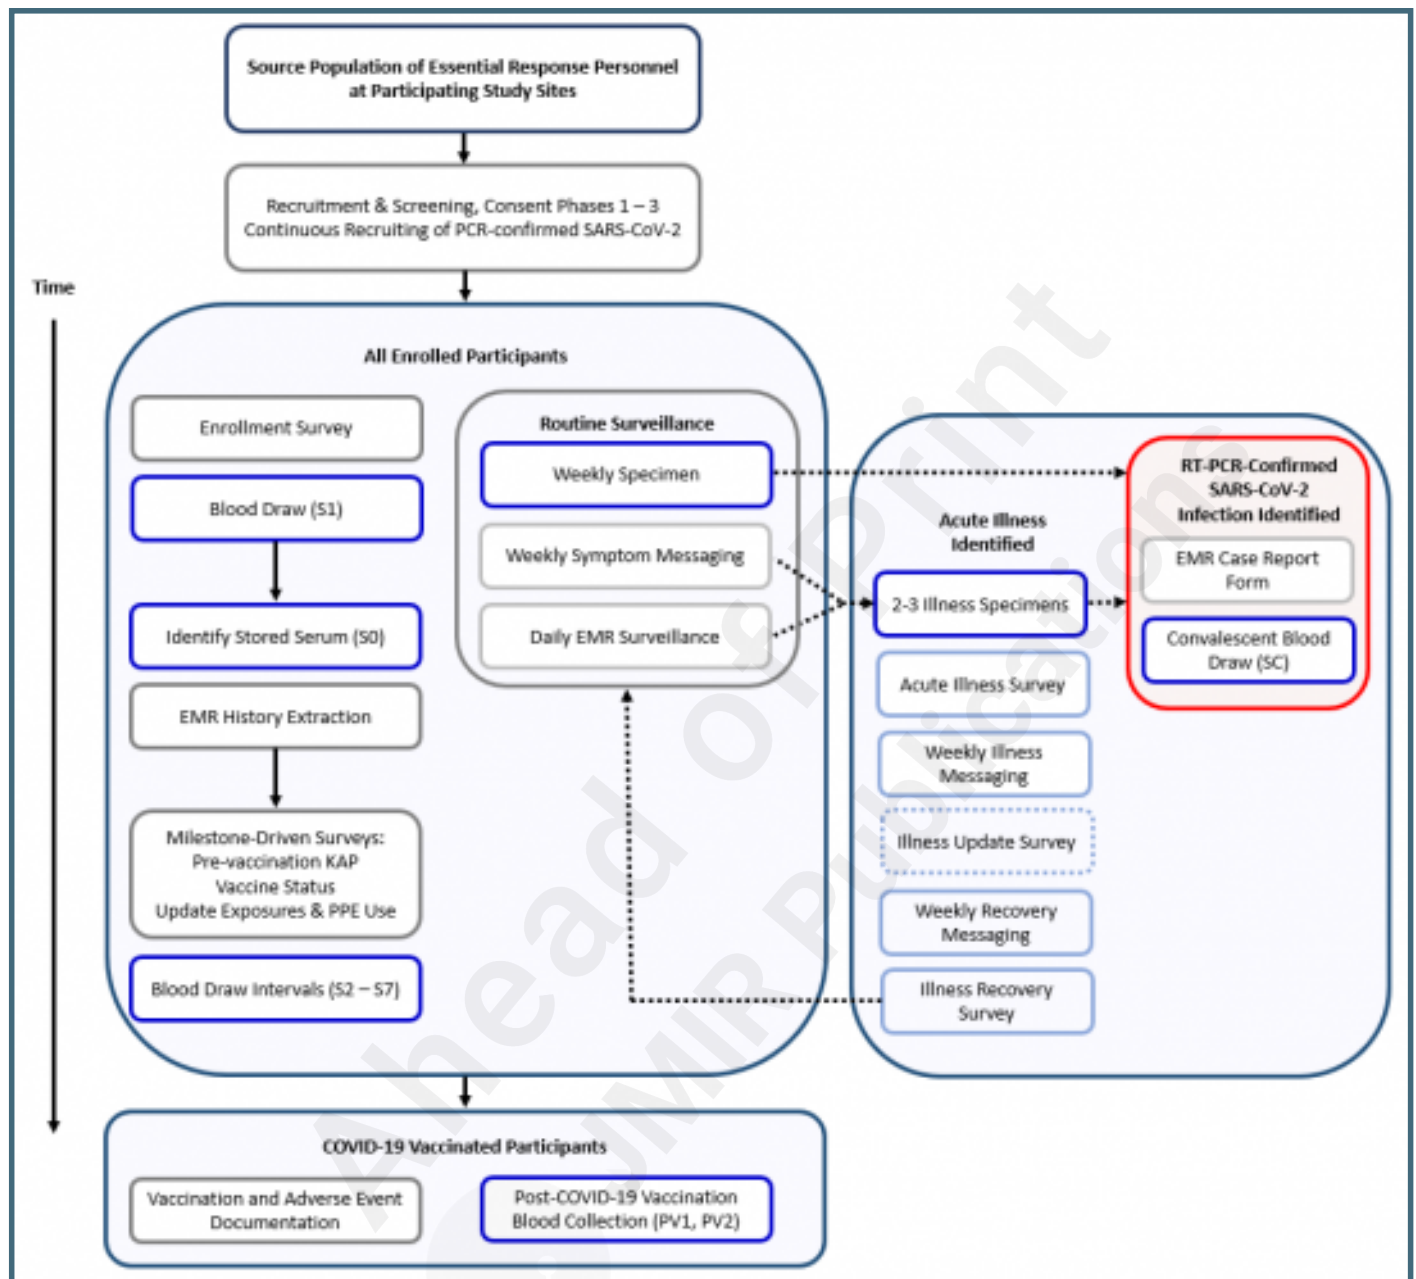 Source Population of Essential Response Personnel
at Participating Study Sites
Recruitment & Screening, Consent Phases 1 – 3
Continuous Recruiting of PCR-confirmed SARS-CoV-2
Time
All Enrolled Participants
Enrollment Survey
Blood Draw (S1)
Identify Stored Serum (S0)
EMR History Extraction
Milestone-Driven Surveys:
Pre-vaccination KAP
Vaccine Status
Update Exposures & PPE Use
Blood Draw Intervals (S2 – S7)
Routine Surveillance
Weekly Specimen
Weekly Symptom Messaging
Daily EMR Surveillance
Acute Illness
Identified
2-3 Illness Specimens
Acute Illness Survey
Weekly Illness
Messaging
Illness Update Survey
Weekly Recovery
Messaging
Illness Recovery
Survey
RT-PCR-Confirmed
SARS-CoV-2
Infection Identified
EMR Case Report
Form
Convalescent Blood
Draw (SC)
COVID-19 Vaccinated Participants
Vaccination and Adverse Event
Documentation
Post-COVID-19 Vaccination
Blood Collection (PV1, PV2)
Ahead of Print
JMIR Publications